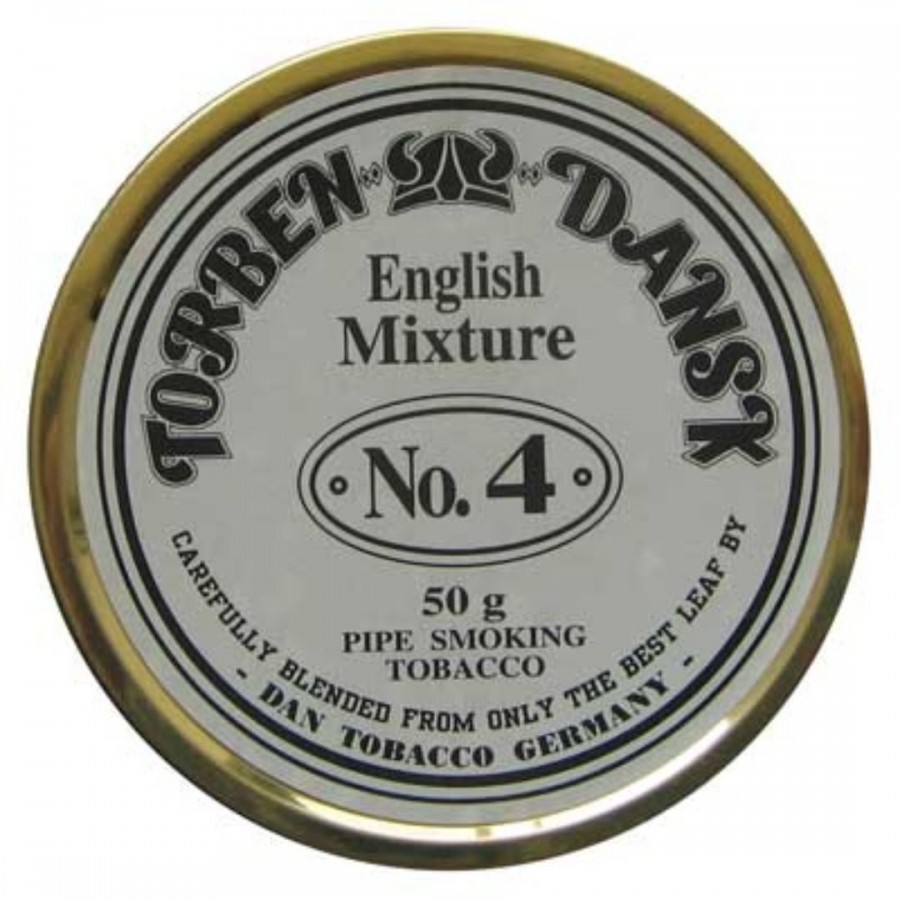 TORBEN DANSK
English
Mixture
No. 4
50 g
PIPE SMOKING
TOBACCO
CAREFULLY BLENDED FROM ONLY THE BEST LEAF BY
- DAN TOBACCO GERMANY -